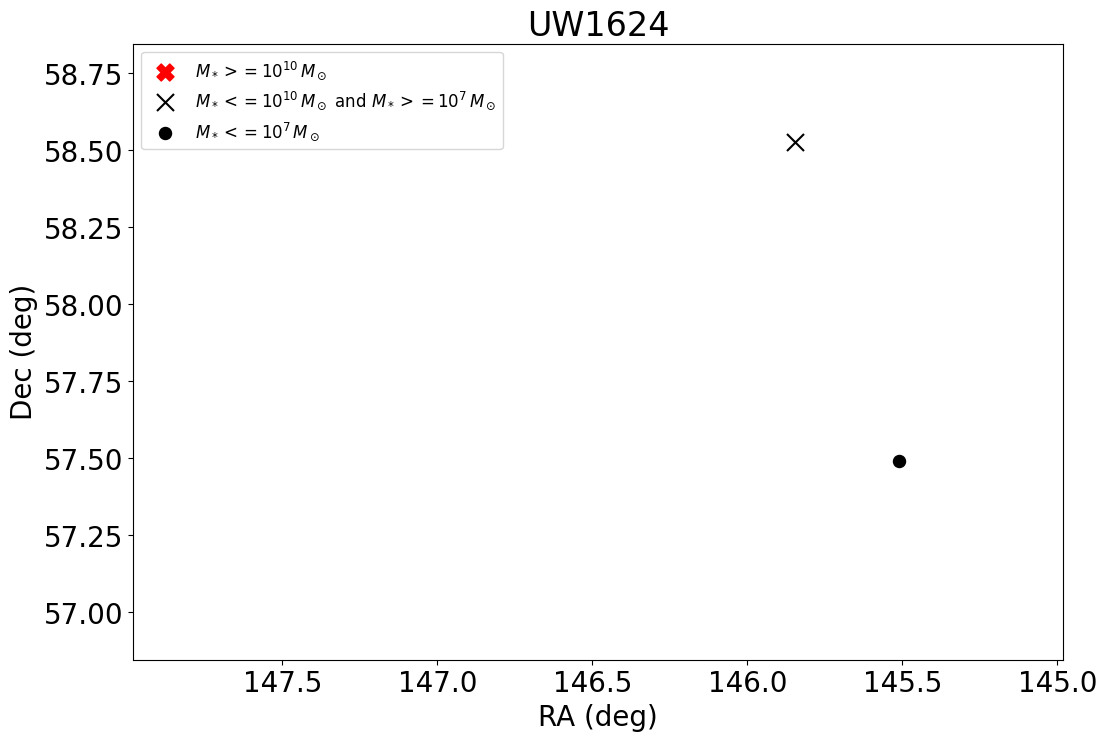 UW1624
M* >= 10^10 M⊙
M* <= 10^10 M⊙ and M* >= 10^7 M⊙
M* <= 10^7 M⊙
58.75
58.50
58.25
58.00
57.75
57.50
57.25
57.00
Dec (deg)
147.5 147.0 146.5 146.0 145.5 145.0
RA (deg)